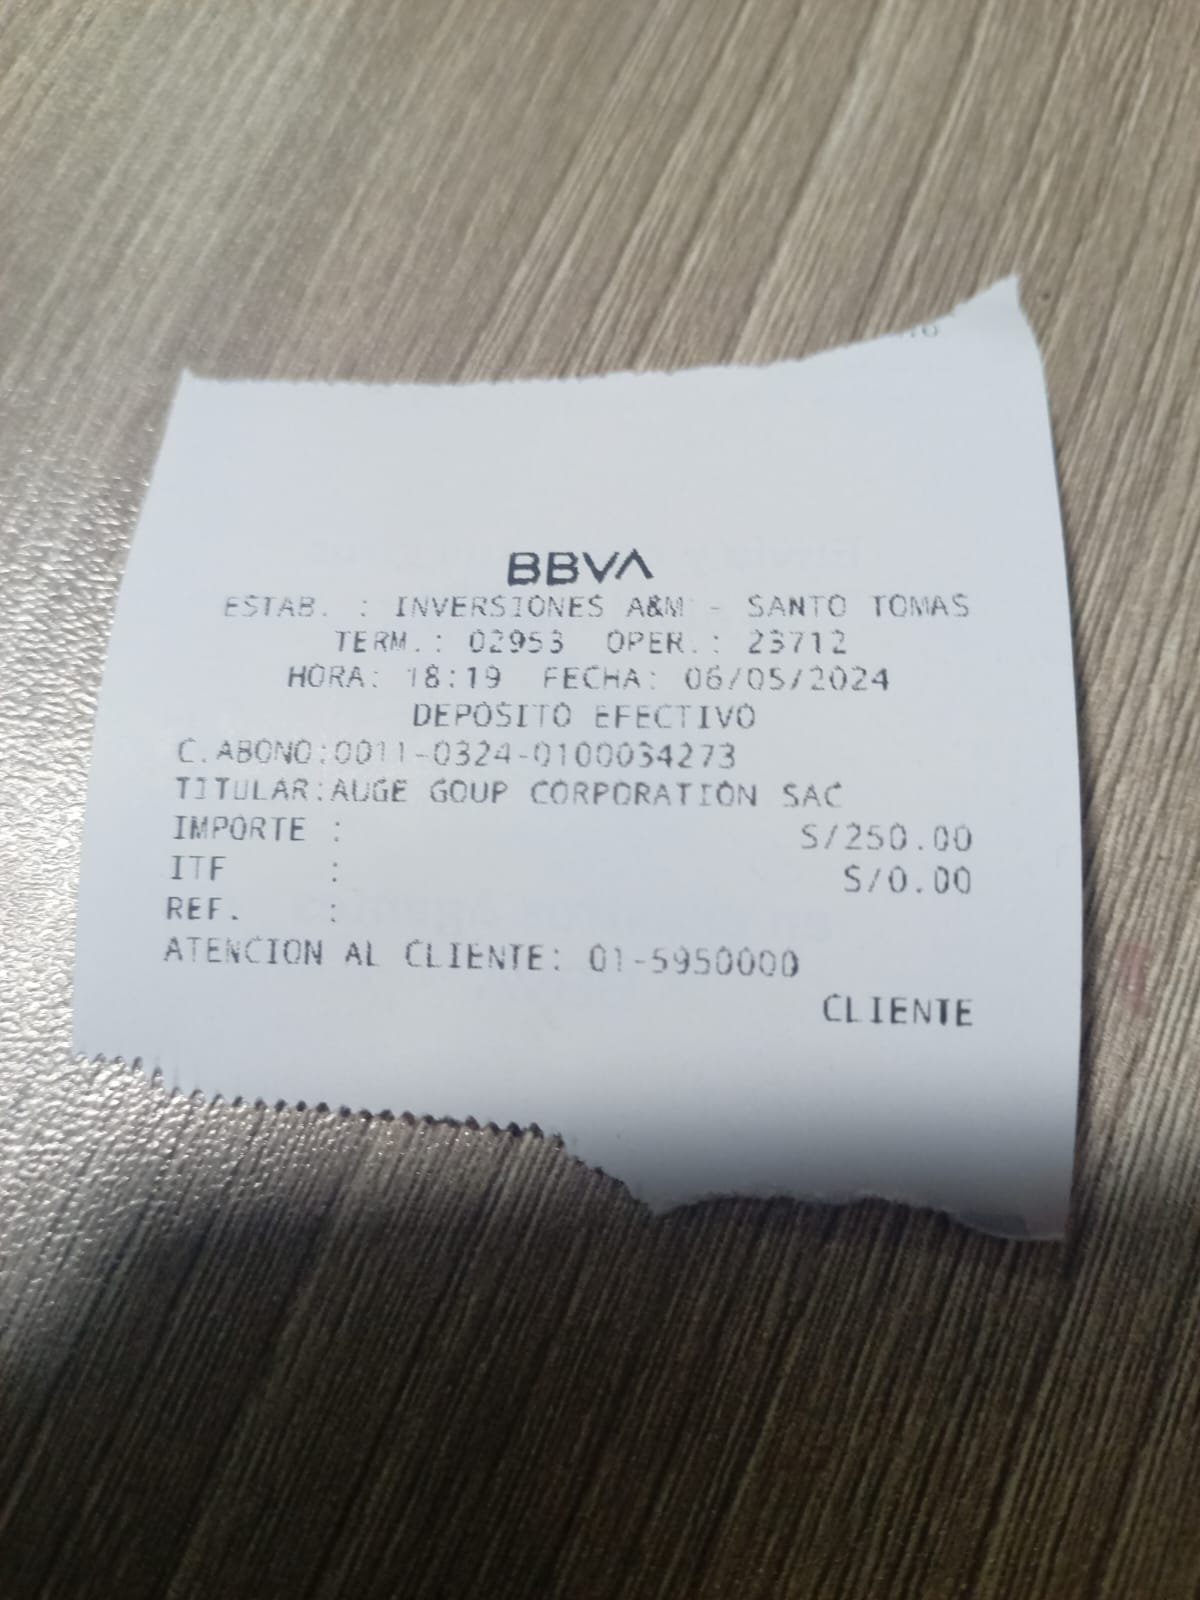 BBVA
ESTAB. : INVERSIONES A&M - SANTO TOMAS
TERM.: 02953 OPER.: 23712
HORA: 18:19 FECHA: 06/05/2024
DEPOSITO EFECTIVO
C.ABONO:0011-0324-0100034273
TITULAR:AUGE GOUP CORPORATION SAC
IMPORTE : S/250.00
ITF : S/0.00
REF. :
ATENCION AL CLIENTE: 01-5950000
CLIENTE